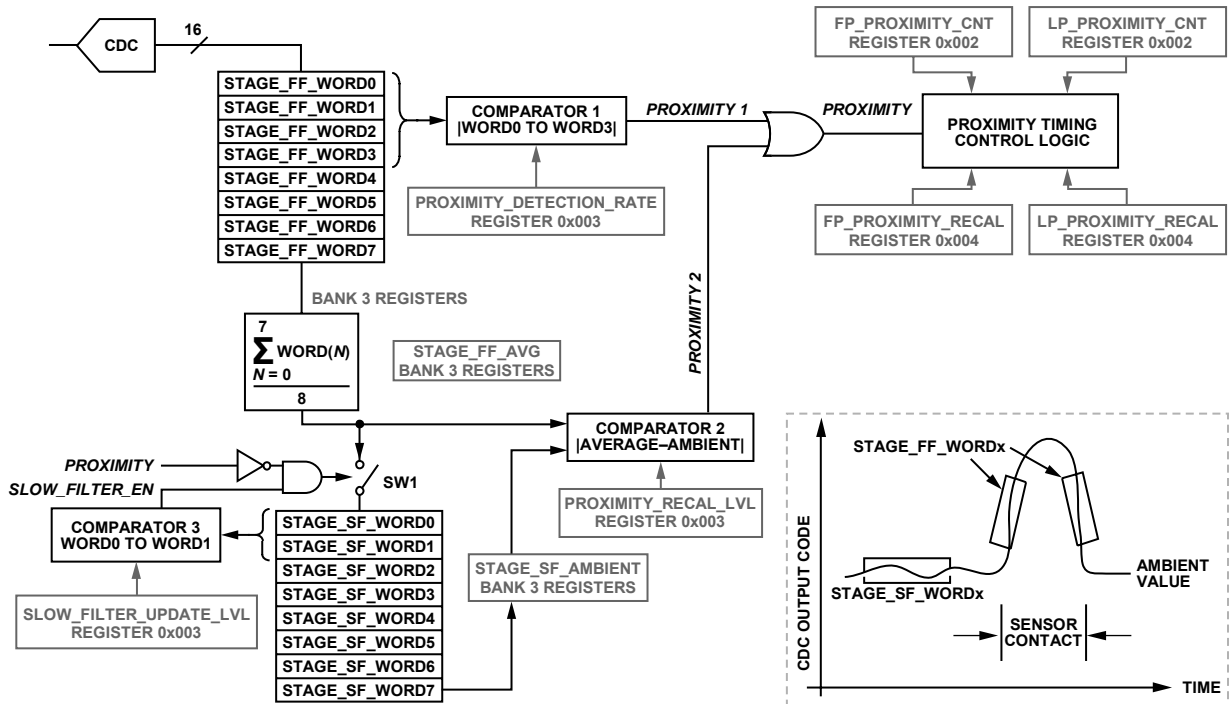 CDC
16
STAGE_FF_WORD0
STAGE_FF_WORD1
STAGE_FF_WORD2
STAGE_FF_WORD3
STAGE_FF_WORD4
STAGE_FF_WORD5
STAGE_FF_WORD6
STAGE_FF_WORD7
COMPARATOR 1
|WORD0 TO WORD3|
PROXIMITY_DETECTION_RATE
REGISTER 0x003
PROXIMITY 1
PROXIMITY
FP_PROXIMITY_CNT
REGISTER 0x002
LP_PROXIMITY_CNT
REGISTER 0x002
PROXIMITY TIMING
CONTROL LOGIC
FP_PROXIMITY_RECAL
REGISTER 0x004
LP_PROXIMITY_RECAL
REGISTER 0x004
BANK 3 REGISTERS
7
Σ WORD(N)
N = 0
8
STAGE_FF_AVG
BANK 3 REGISTERS
PROXIMITY 2
COMPARATOR 2
|AVERAGE–AMBIENT|
PROXIMITY_RECAL_LVL
REGISTER 0x003
PROXIMITY
SLOW_FILTER_EN
SW1
COMPARATOR 3
WORD0 TO WORD1
SLOW_FILTER_UPDATE_LVL
REGISTER 0x003
STAGE_SF_WORD0
STAGE_SF_WORD1
STAGE_SF_WORD2
STAGE_SF_WORD3
STAGE_SF_WORD4
STAGE_SF_WORD5
STAGE_SF_WORD6
STAGE_SF_WORD7
STAGE_SF_AMBIENT
BANK 3 REGISTERS
CDC OUTPUT CODE
STAGE_FF_WORDx
STAGE_SF_WORDx
AMBIENT
VALUE
SENSOR
CONTACT
TIME